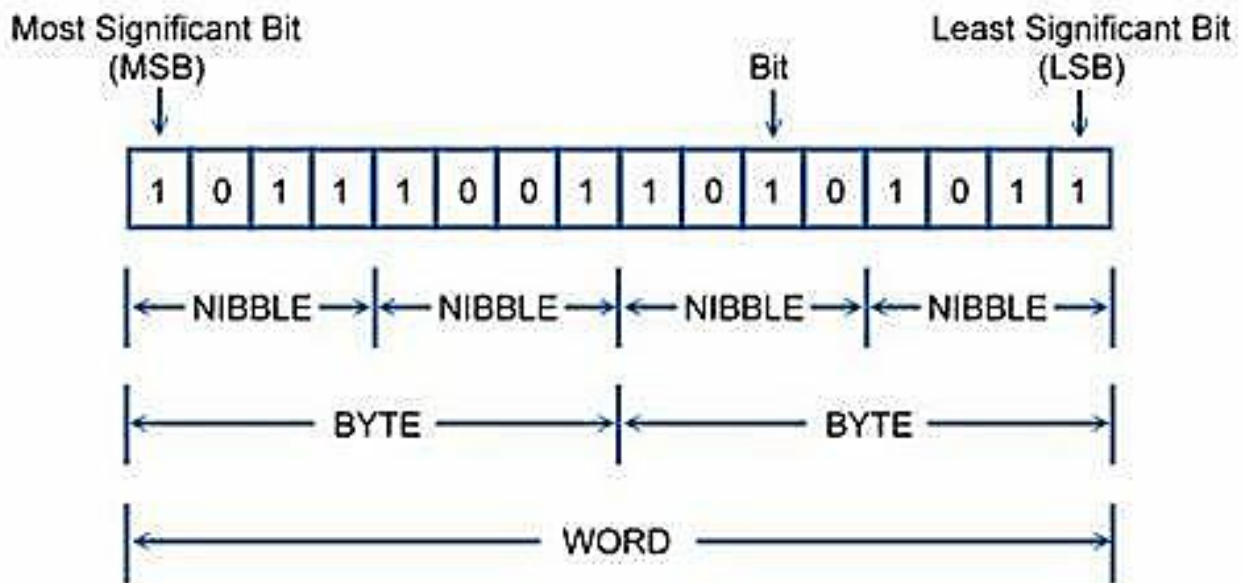 Most Significant Bit
(MSB)
Bit
Least Significant Bit
(LSB)
1 0 1 1 1 0 0 1 1 0 1 0 1 0 1 1
NIBBLE NIBBLE NIBBLE NIBBLE
BYTE BYTE
WORD